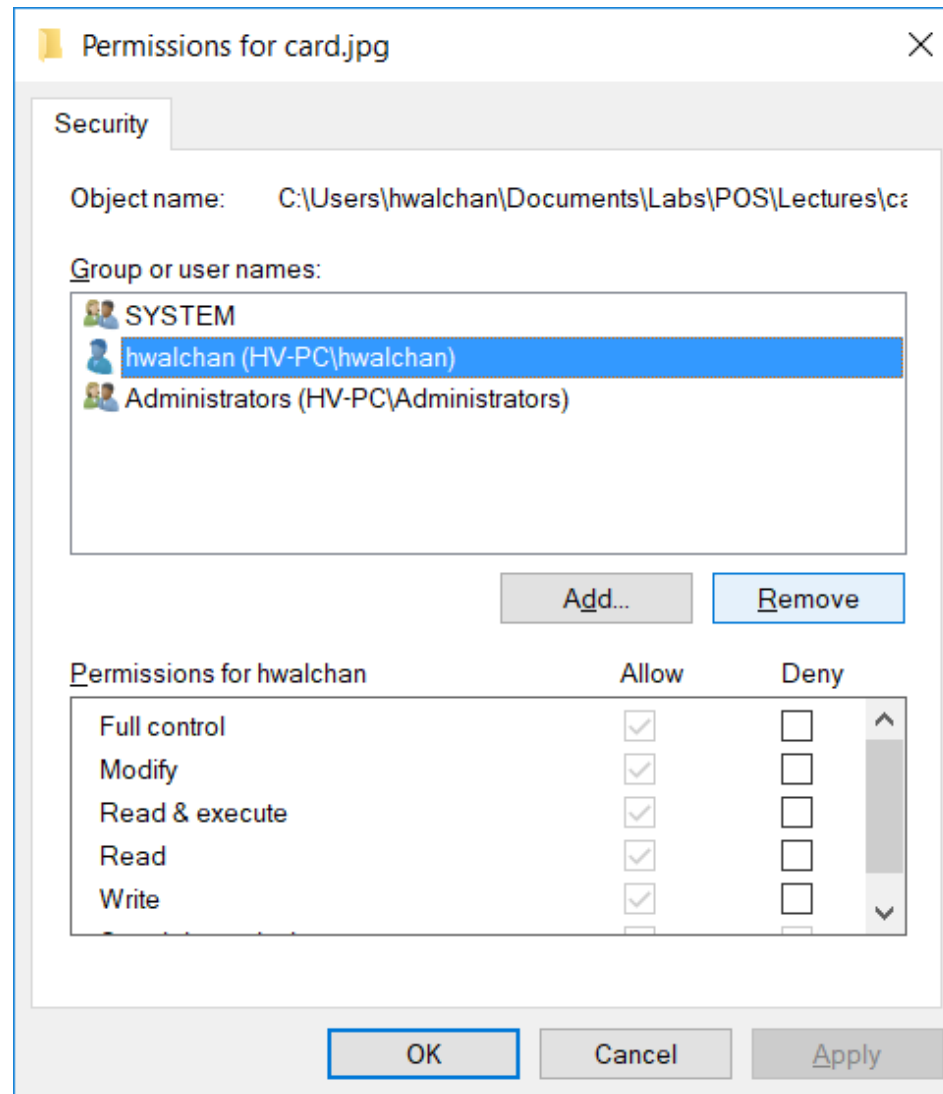 Permissions for card.jpg
Security
Object name: C:\Users\hwalchan\Documents\Labs\POS\Lectures\ca
Group or user names:
SYSTEM
hwalchan (HV-PC\hwalchan)
Administrators (HV-PC\Administrators)
Add... Remove
Permissions for hwalchan Allow Deny
Full control
Modify
Read & execute
Read
Write
OK Cancel Apply